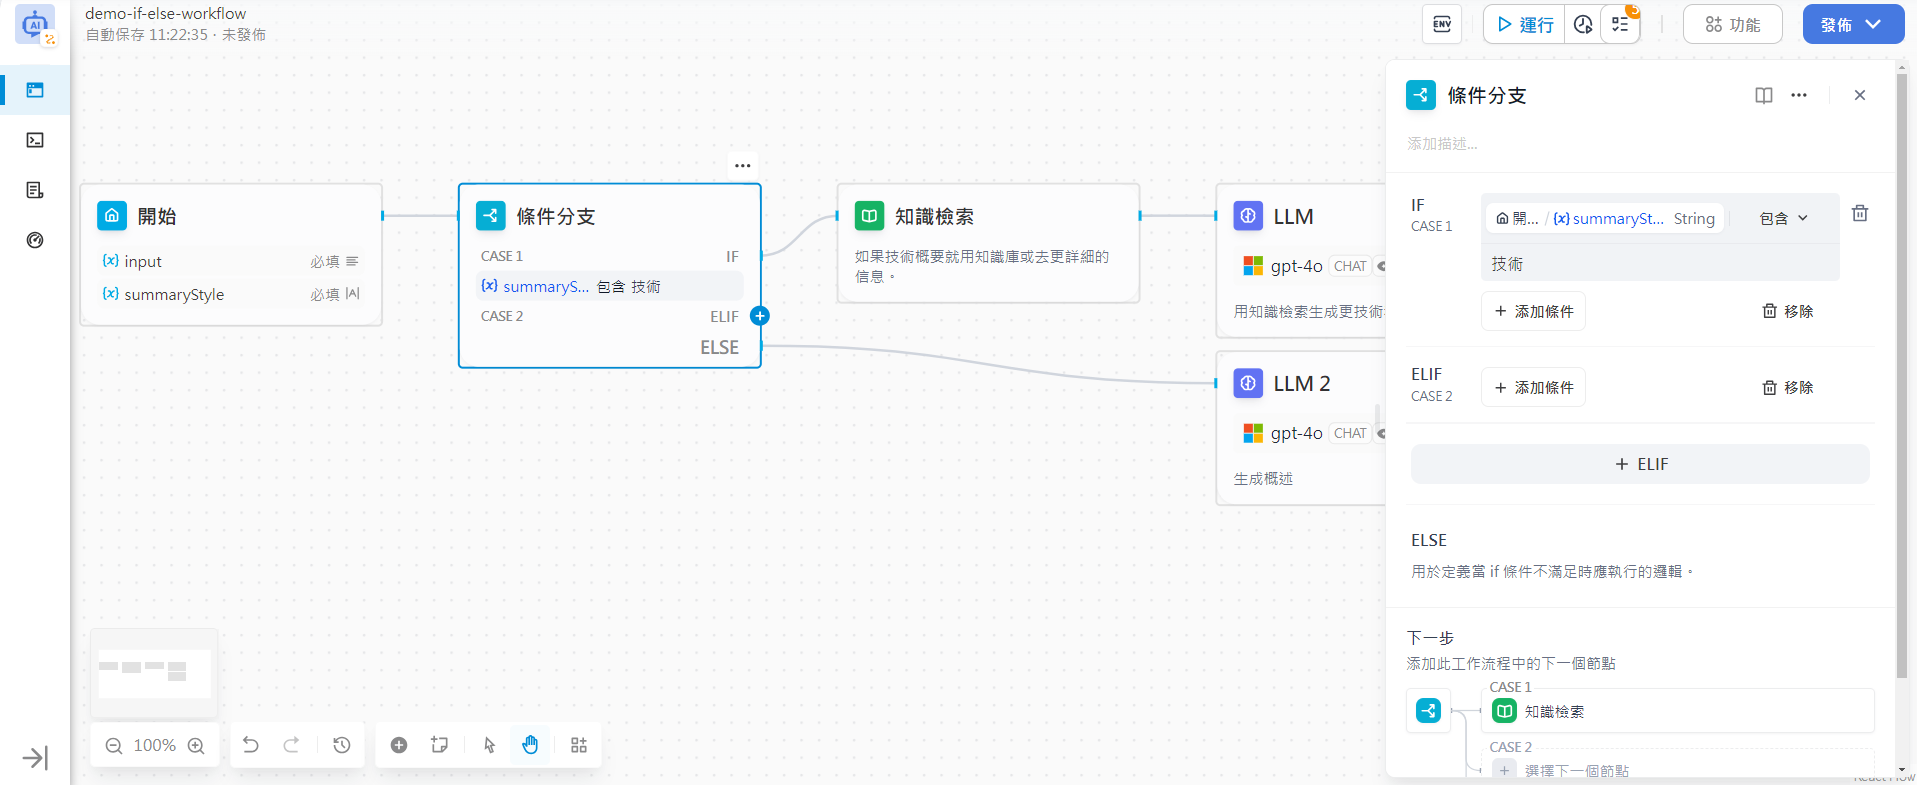 demo-if-else-workflow
自動保存 11:22:35 · 未發佈
ENV
運行
5
功能
發佈
AI
開始
input
必填
summaryStyle
必填
條件分支
CASE 1
IF
summaryS... 包含 技術
CASE 2
ELIF
ELSE
知識檢索
如果技術概要就用知識庫或去更詳細的
信息。
LLM
gpt-4o
CHAT
用知識檢索生成更技術
LLM 2
gpt-4o
CHAT
生成概述
條件分支
添加描述...
IF
CASE 1
開... / {x} summarySt... String
包含
技術
+ 添加條件
移除
ELIF
CASE 2
+ 添加條件
移除
+ ELIF
ELSE
用於定義當 if 條件不滿足時應執行的邏輯。
下一步
添加此工作流程中的下一個節點
CASE 1
知識檢索
CASE 2
選擇下一個節點
100%
React Flow